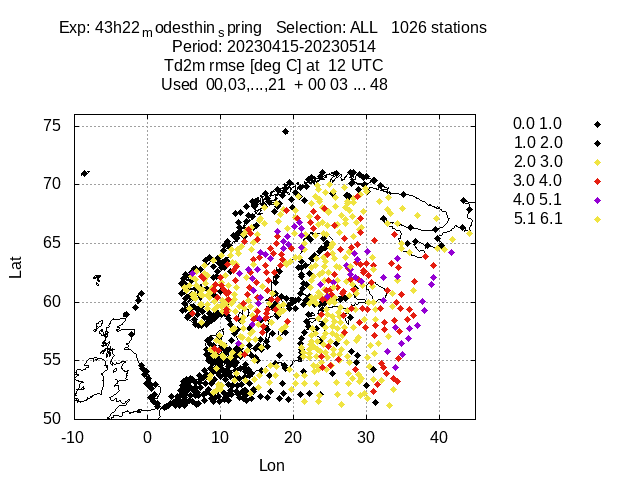 Exp: 43h22modesthinspring Selection: ALL 1026 stations
Period: 20230415-20230514
Td2m rmse [deg C] at 12 UTC
Used 00,03,...,21 + 00 03 ... 48
75
70
65
60
55
50
-10 0 10 20 30 40
Lat
Lon
0.0 1.0
1.0 2.0
2.0 3.0
3.0 4.0
4.0 5.1
5.1 6.1